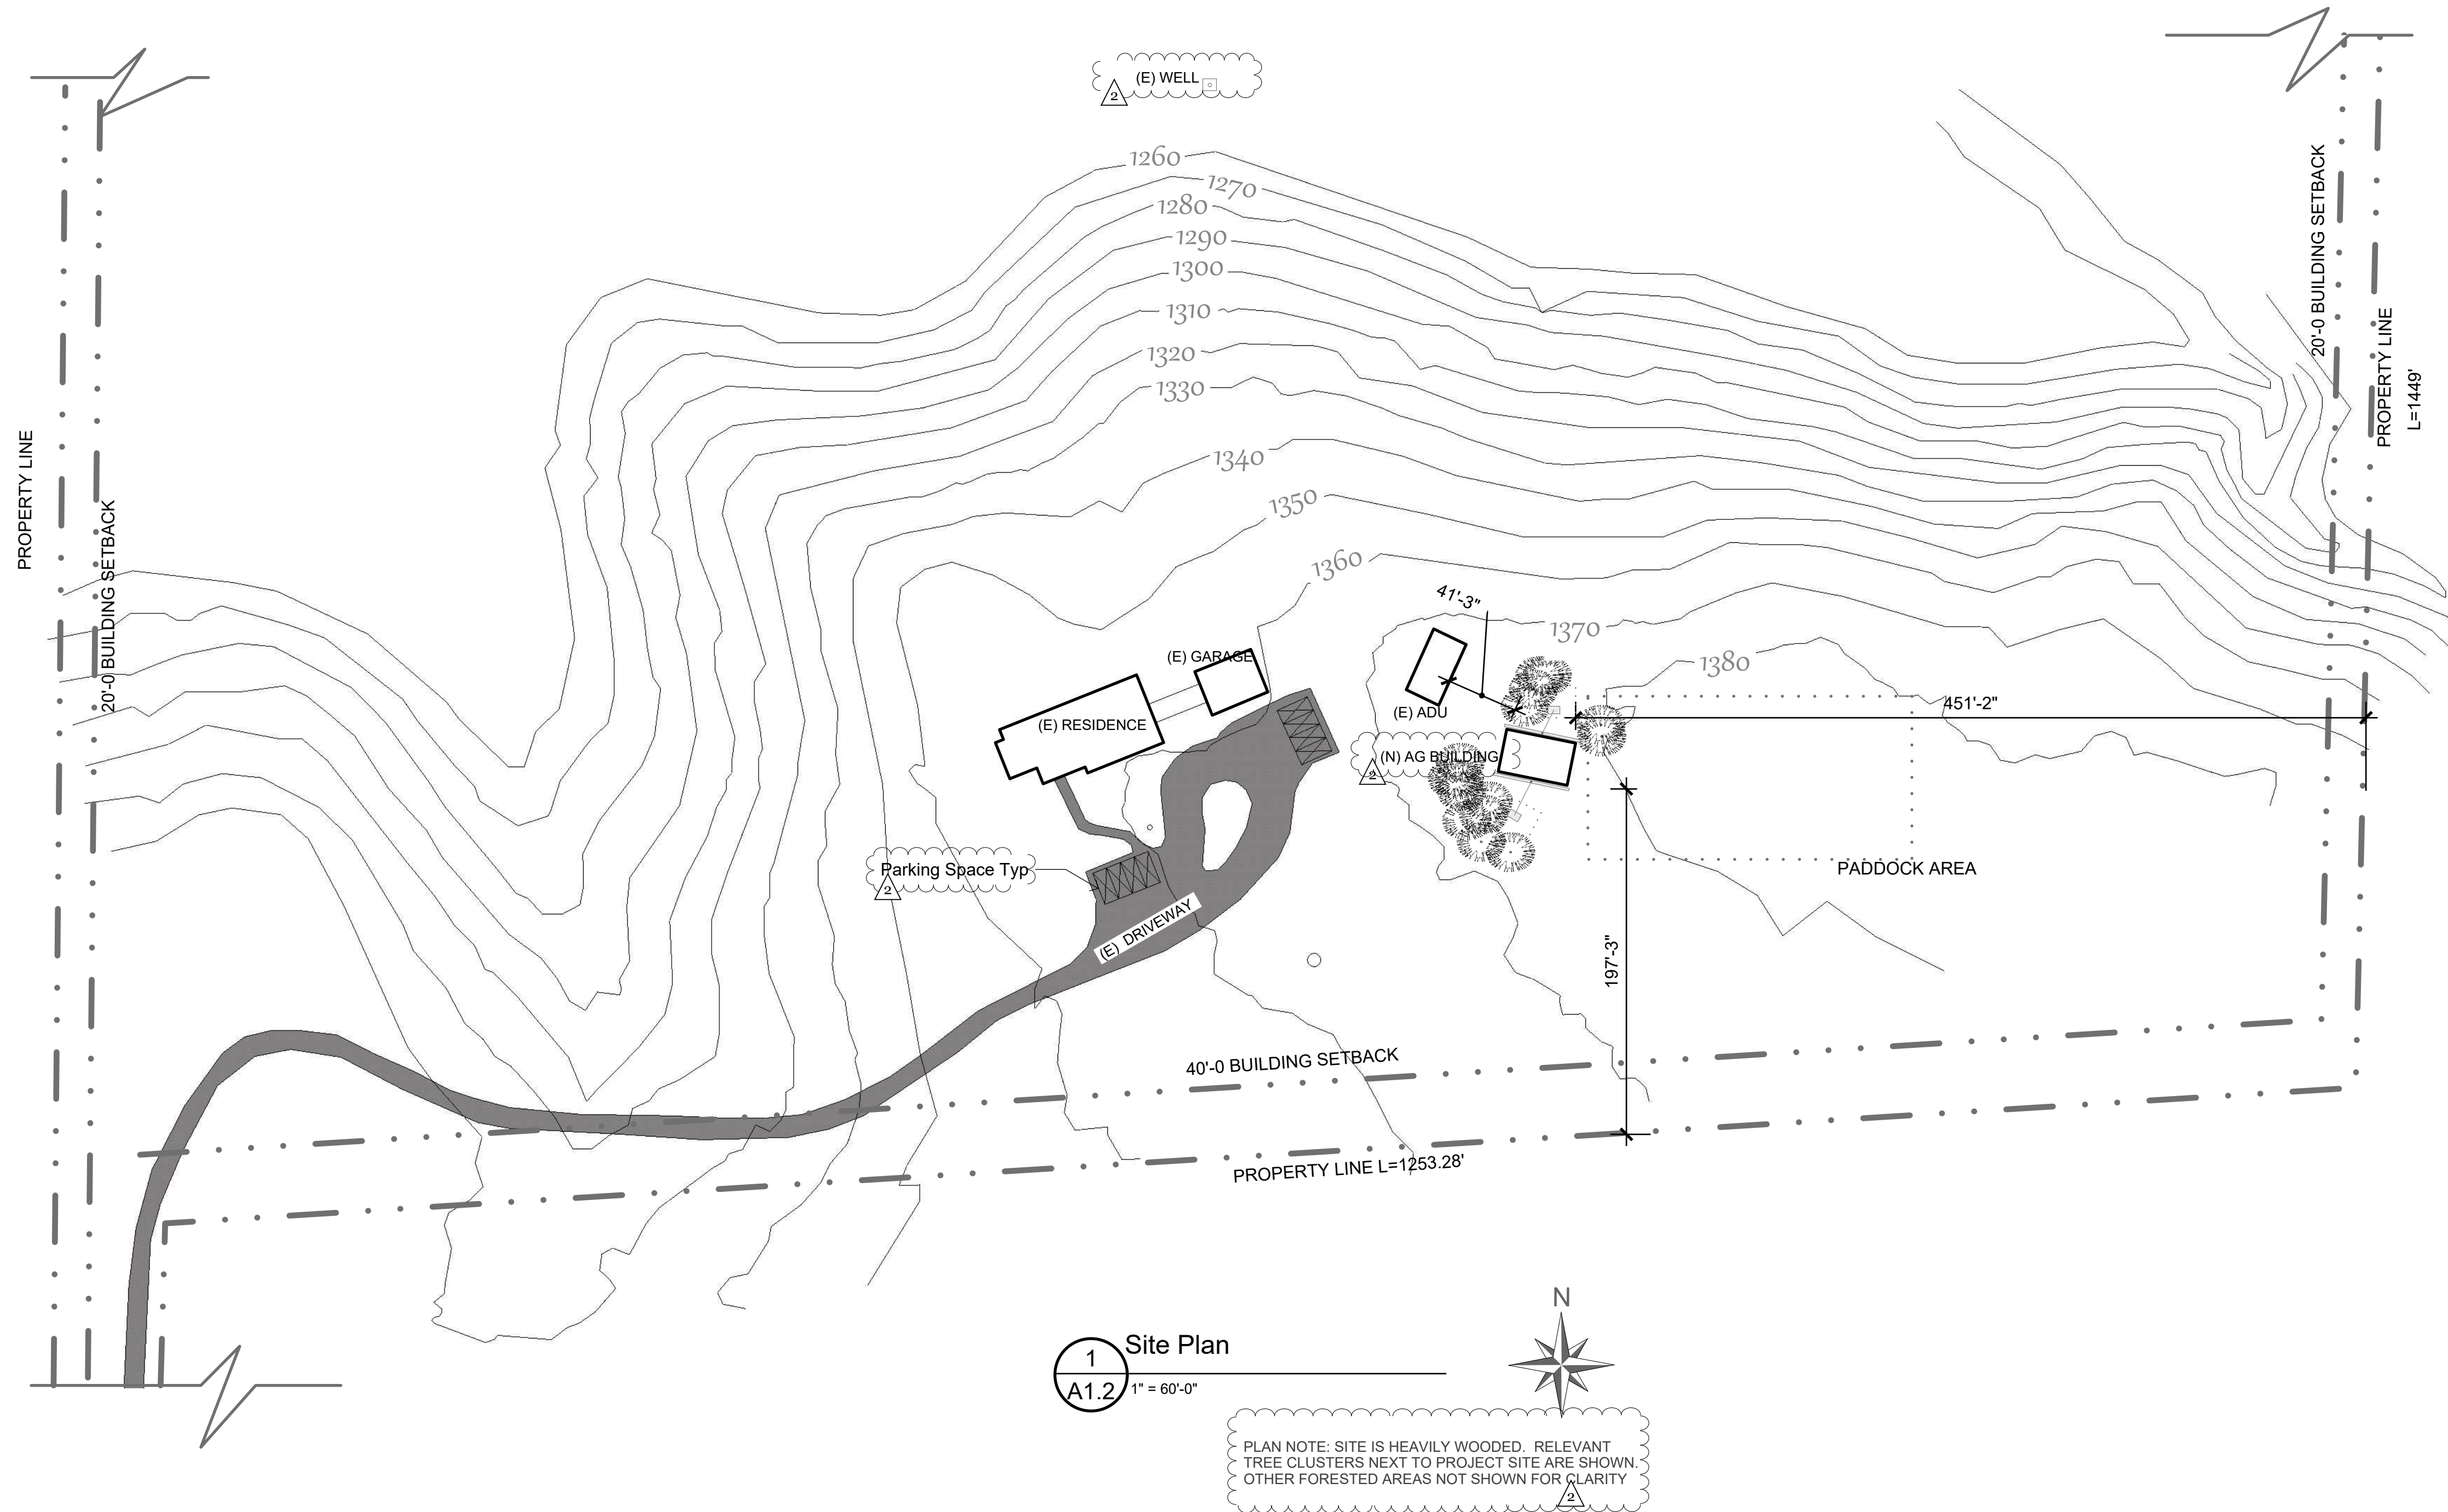 (E) WELL
2
1260
1270
1280
1290
1300
1310
1320
1330
1340
1350
1360
1370
1380
20'-0 BUILDING SETBACK
PROPERTY LINE
L=1449'
PROPERTY LINE
20'-0 BUILDING SETBACK
41'-3"
(E) GARAGE
(E) RESIDENCE
(E) ADU
451'-2"
(N) AG BUILDING
2
Parking Space Typ
2
PADDOCK AREA
(E) DRIVEWAY
197'-3"
40'-0 BUILDING SETBACK
PROPERTY LINE L=1253.28'
N
1
Site Plan
A1.2
1" = 60'-0"
PLAN NOTE: SITE IS HEAVILY WOODED. RELEVANT
TREE CLUSTERS NEXT TO PROJECT SITE ARE SHOWN.
OTHER FORESTED AREAS NOT SHOWN FOR CLARITY
2